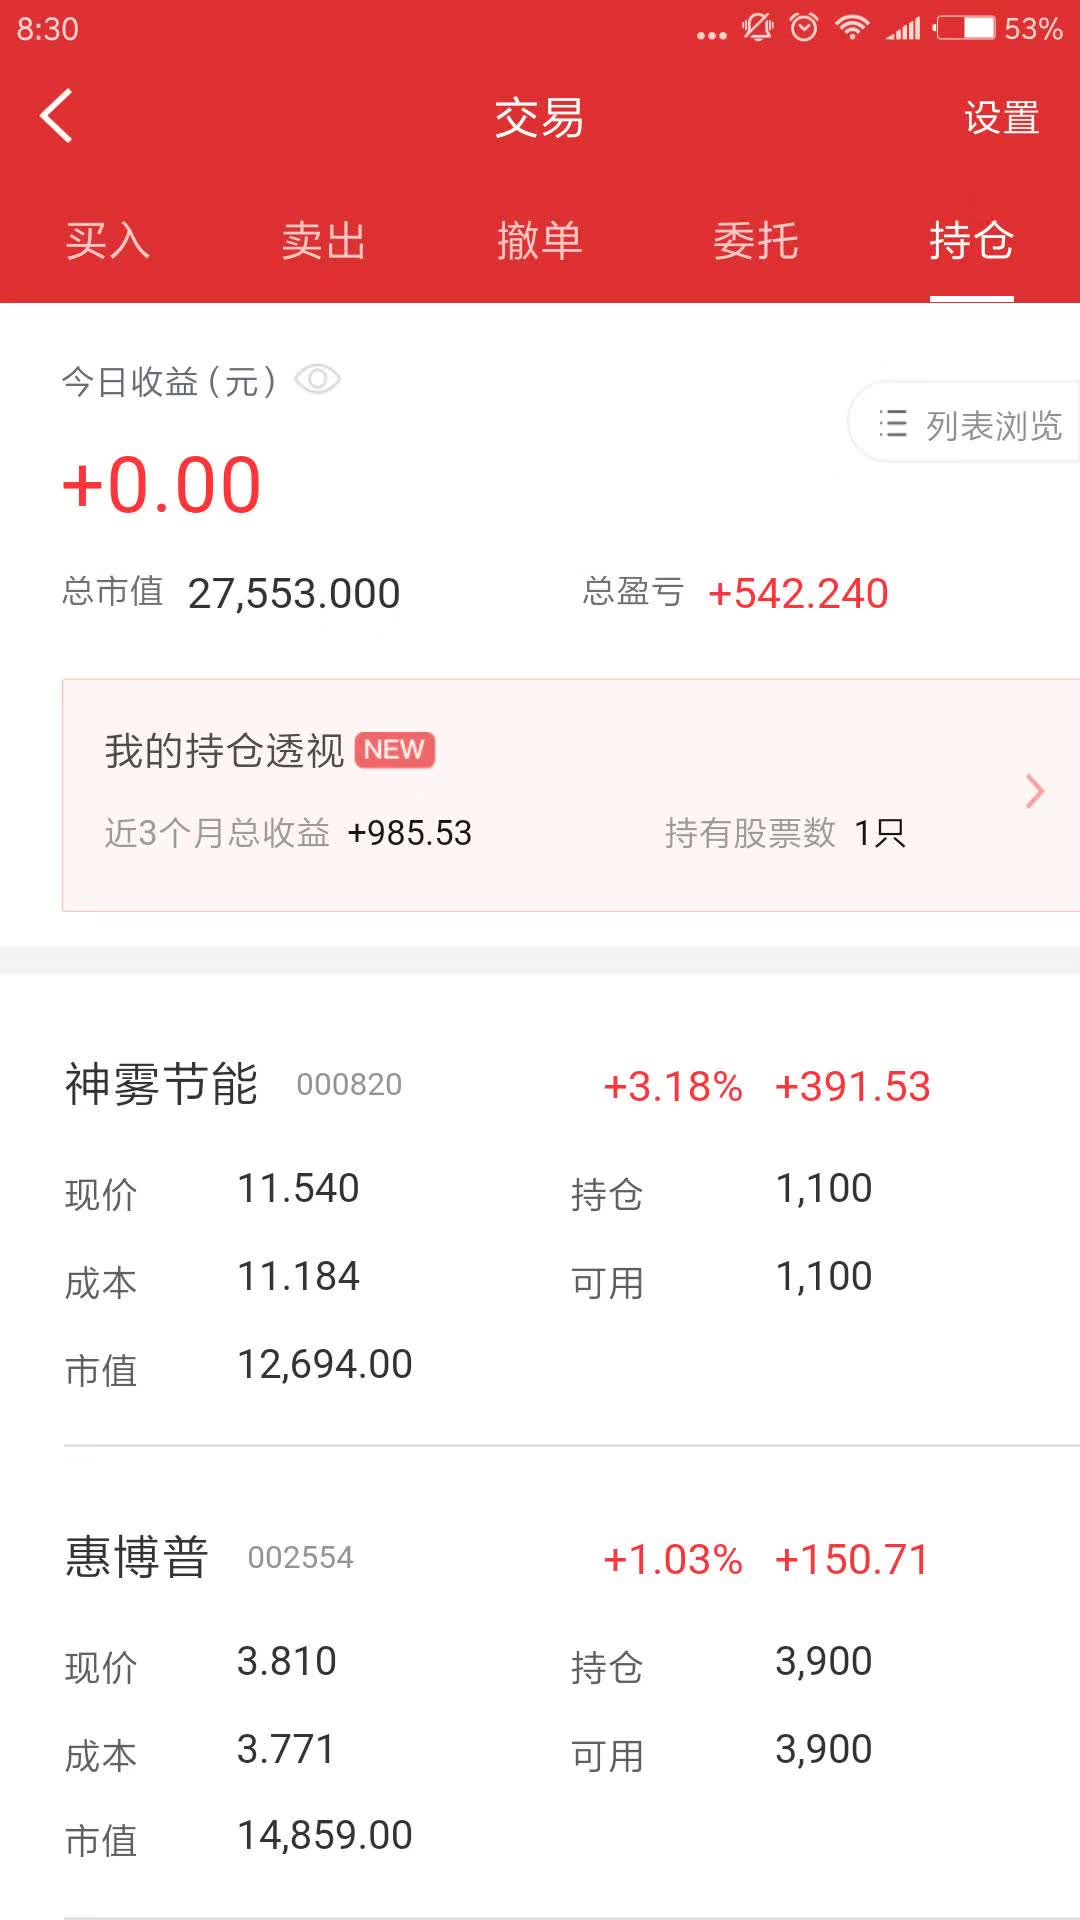 8:30 53%
交易 设置
买入 卖出 撤单 委托 持仓
今日收益(元)
列表浏览
+0.00
总市值 27,553.000 总盈亏 +542.240
我的持仓透视 NEW
近3个月总收益 +985.53 持有股票数 1只
神雾节能 000820 +3.18% +391.53
现价 11.540 持仓 1,100
成本 11.184 可用 1,100
市值 12,694.00
惠博普 002554 +1.03% +150.71
现价 3.810 持仓 3,900
成本 3.771 可用 3,900
市值 14,859.00